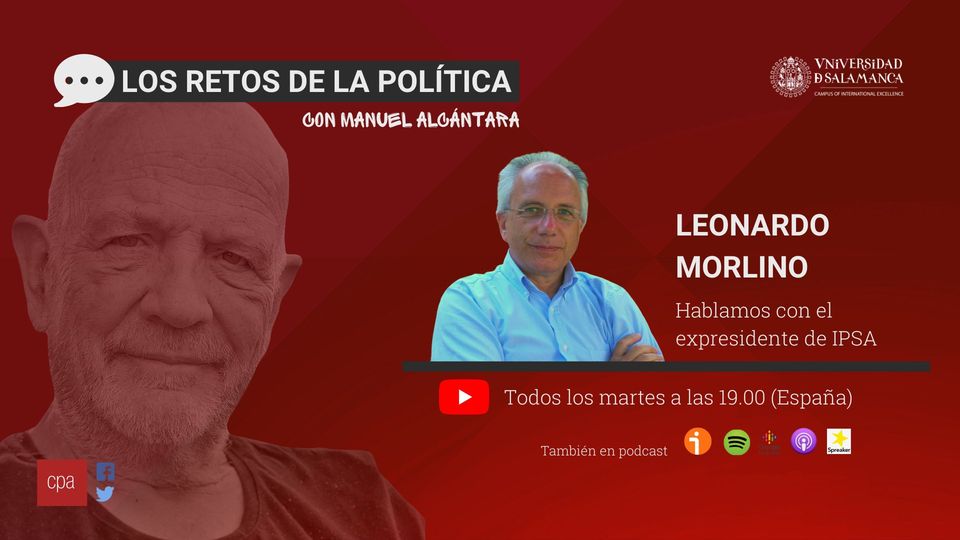 LOS RETOS DE LA POLÍTICA
CON MANUEL ALCÁNTARA
VNiVERSiDAD
D SALAMANCA
CAMPUS OF INTERNATIONAL EXCELLENCE
LEONARDO
MORLINO
Hablamos con el
expresidente de IPSA
Todos los martes a las 19.00 (España)
También en podcast
Spreaker
cpa